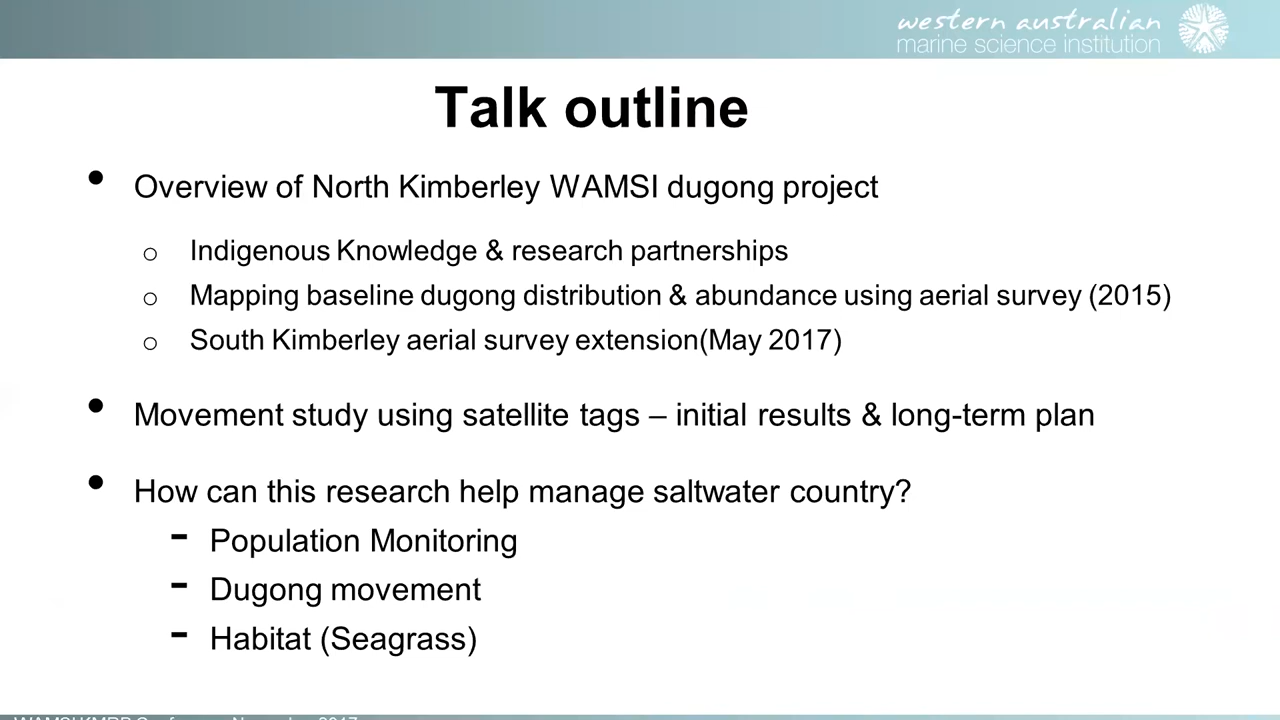 western australian
marine science institution
Talk outline
• Overview of North Kimberley WAMSI dugong project
o Indigenous Knowledge & research partnerships
o Mapping baseline dugong distribution & abundance using aerial survey (2015)
o South Kimberley aerial survey extension(May 2017)
• Movement study using satellite tags – initial results & long-term plan
• How can this research help manage saltwater country?
- Population Monitoring
- Dugong movement
- Habitat (Seagrass)